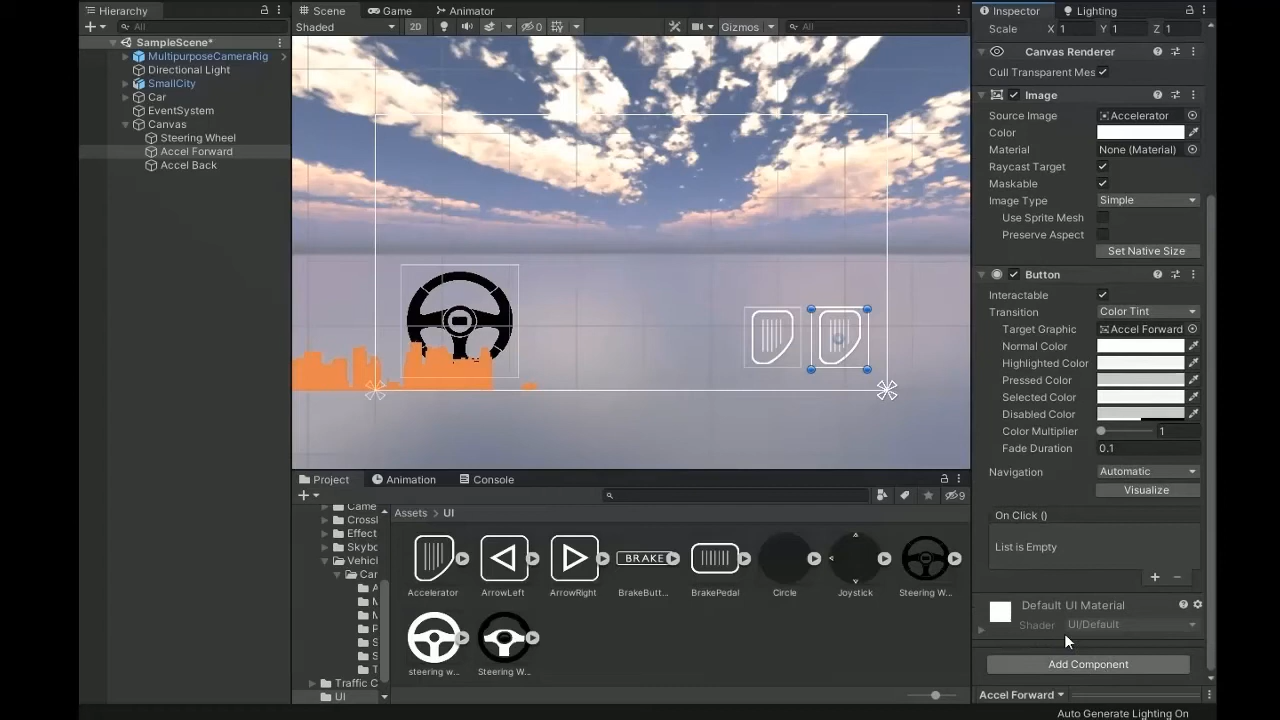 Hierarchy
All
SampleScene*
MultipurposeCameraRig
Directional Light
SmallCity
Car
EventSystem
Canvas
Steering Wheel
Accel Forward
Accel Back
Scene Game Animator
Shaded 2D 0 Gizmos All
Project Animation Console
9
Came
Crossl
Effect
Skybo
Vehicl
Car
A
M
M
P
S
S
T
Traffic C
UI
Assets > UI
Accelerator ArrowLeft ArrowRight BrakeButt... BrakePedal Circle Joystick Steering W...
BRAKE
steering w... Steering W...
Inspector Lighting
Scale X 1 Y 1 Z 1
Canvas Renderer
Cull Transparent Mes
Image
Source Image Accelerator
Color
Material None (Material)
Raycast Target
Maskable
Image Type Simple
Use Sprite Mesh
Preserve Aspect
Set Native Size
Button
Interactable
Transition Color Tint
Target Graphic Accel Forward
Normal Color
Highlighted Color
Pressed Color
Selected Color
Disabled Color
Color Multiplier 1
Fade Duration 0.1
Navigation Automatic
Visualize
On Click ()
List is Empty
+ −
Default UI Material
Shader UI/Default
Add Component
Accel Forward
Auto Generate Lighting On